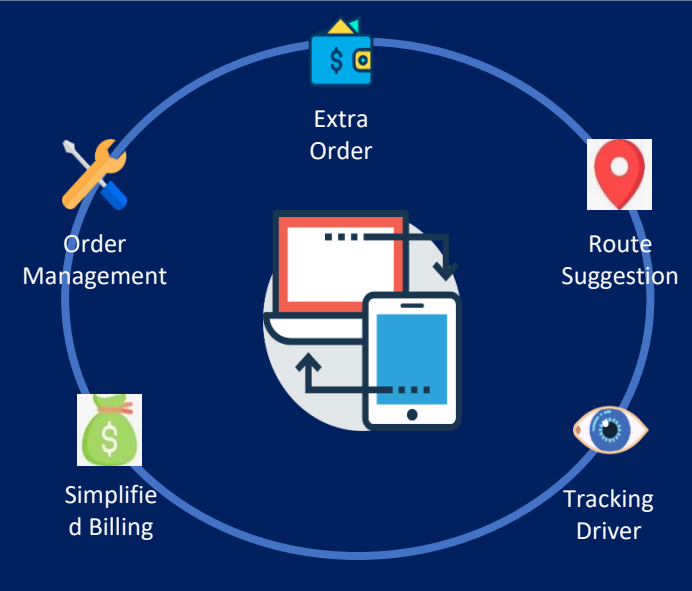 Extra
Order
Order
Management
Route
Suggestion
Simplifie
d Billing
Tracking
Driver